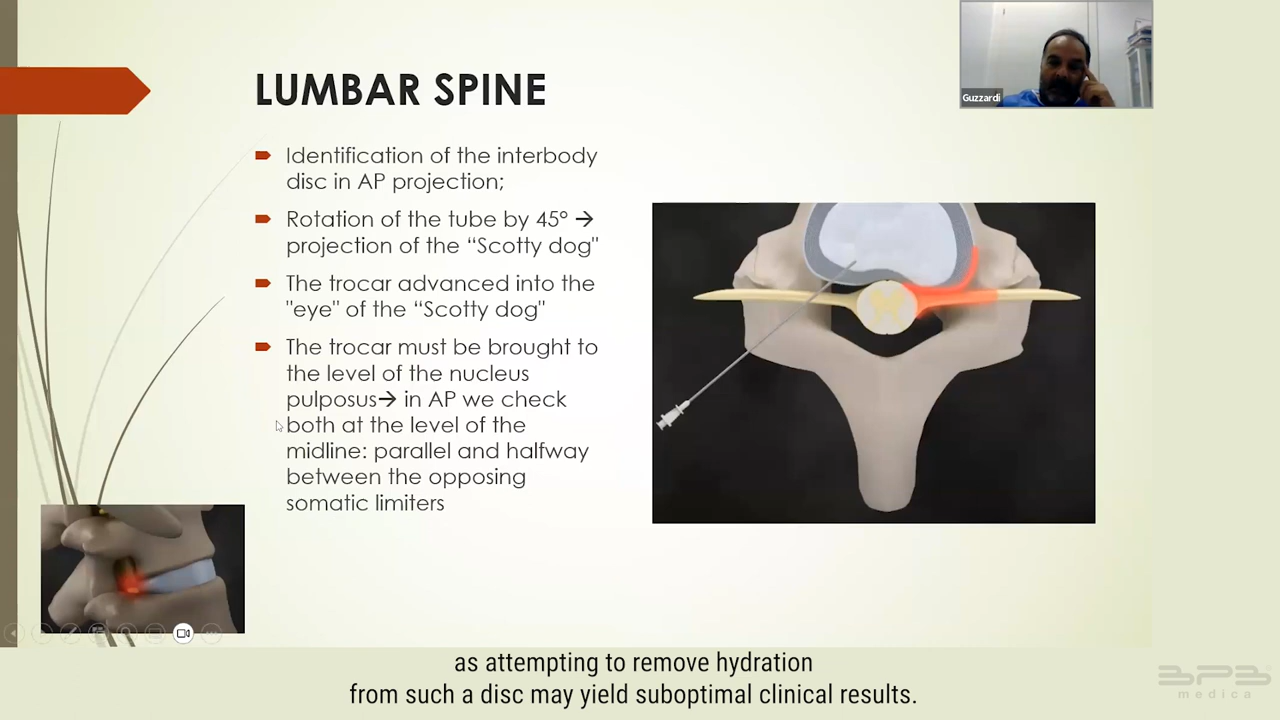 LUMBAR SPINE
Guzzardi
Identification of the interbody
disc in AP projection;
Rotation of the tube by 45° →
projection of the “Scotty dog"
The trocar advanced into the
"eye" of the “Scotty dog"
The trocar must be brought to
the level of the nucleus
pulposus→ in AP we check
both at the level of the
midline: parallel and halfway
between the opposing
somatic limiters
as attempting to remove hydration
from such a disc may yield suboptimal clinical results.
BPB
medica